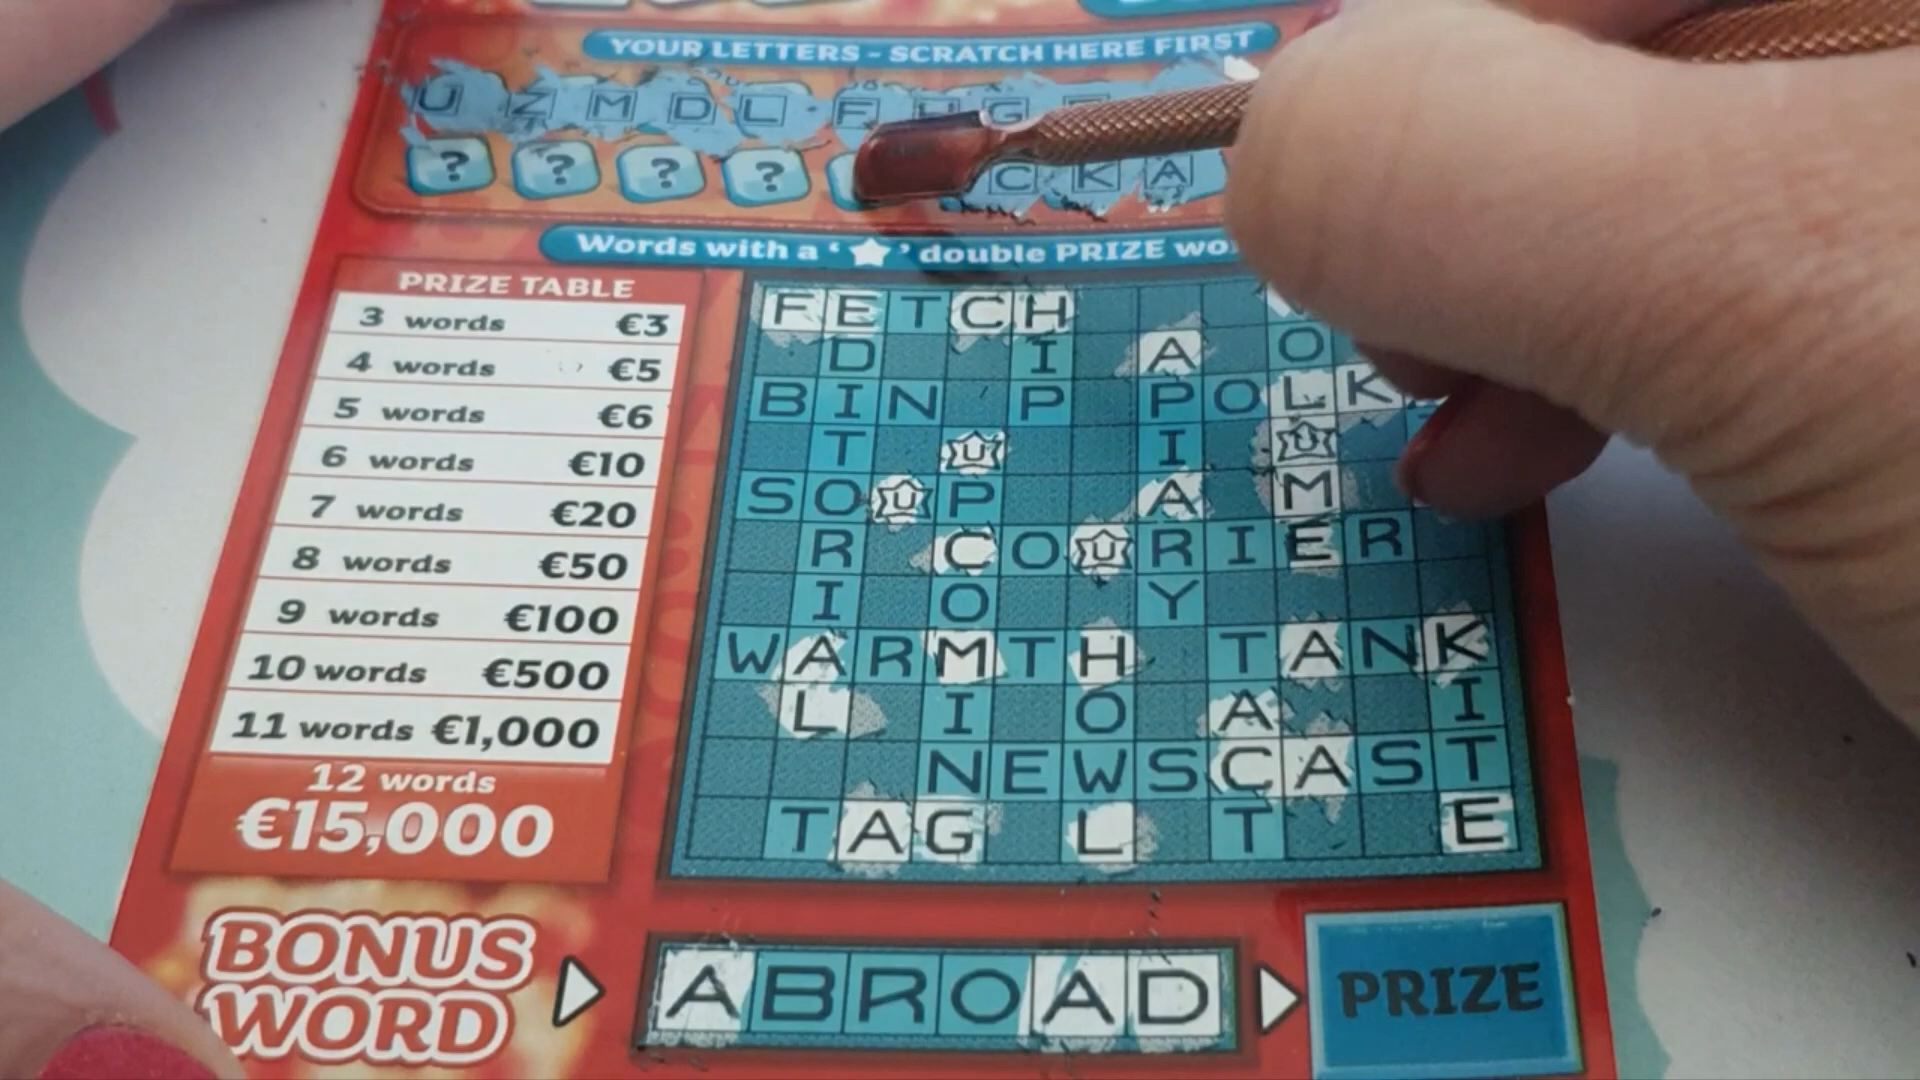 YOUR LETTERS - SCRATCH HERE FIRST
U Z M D L F H G
? ? ? ? C K A
Words with a ' ' double PRIZE
PRIZE TABLE
3 words €3
4 words €5
5 words €6
6 words €10
7 words €20
8 words €50
9 words €100
10 words €500
11 words €1,000
12 words
€15,000
FETCH
D I A O
BIN P POLK
T U I U
SOU P A M
R COURIER
I O Y
WARMTH TANK
L I O A I
NEWSCAST
TAG L T E
BONUS
WORD
ABROAD
PRIZE